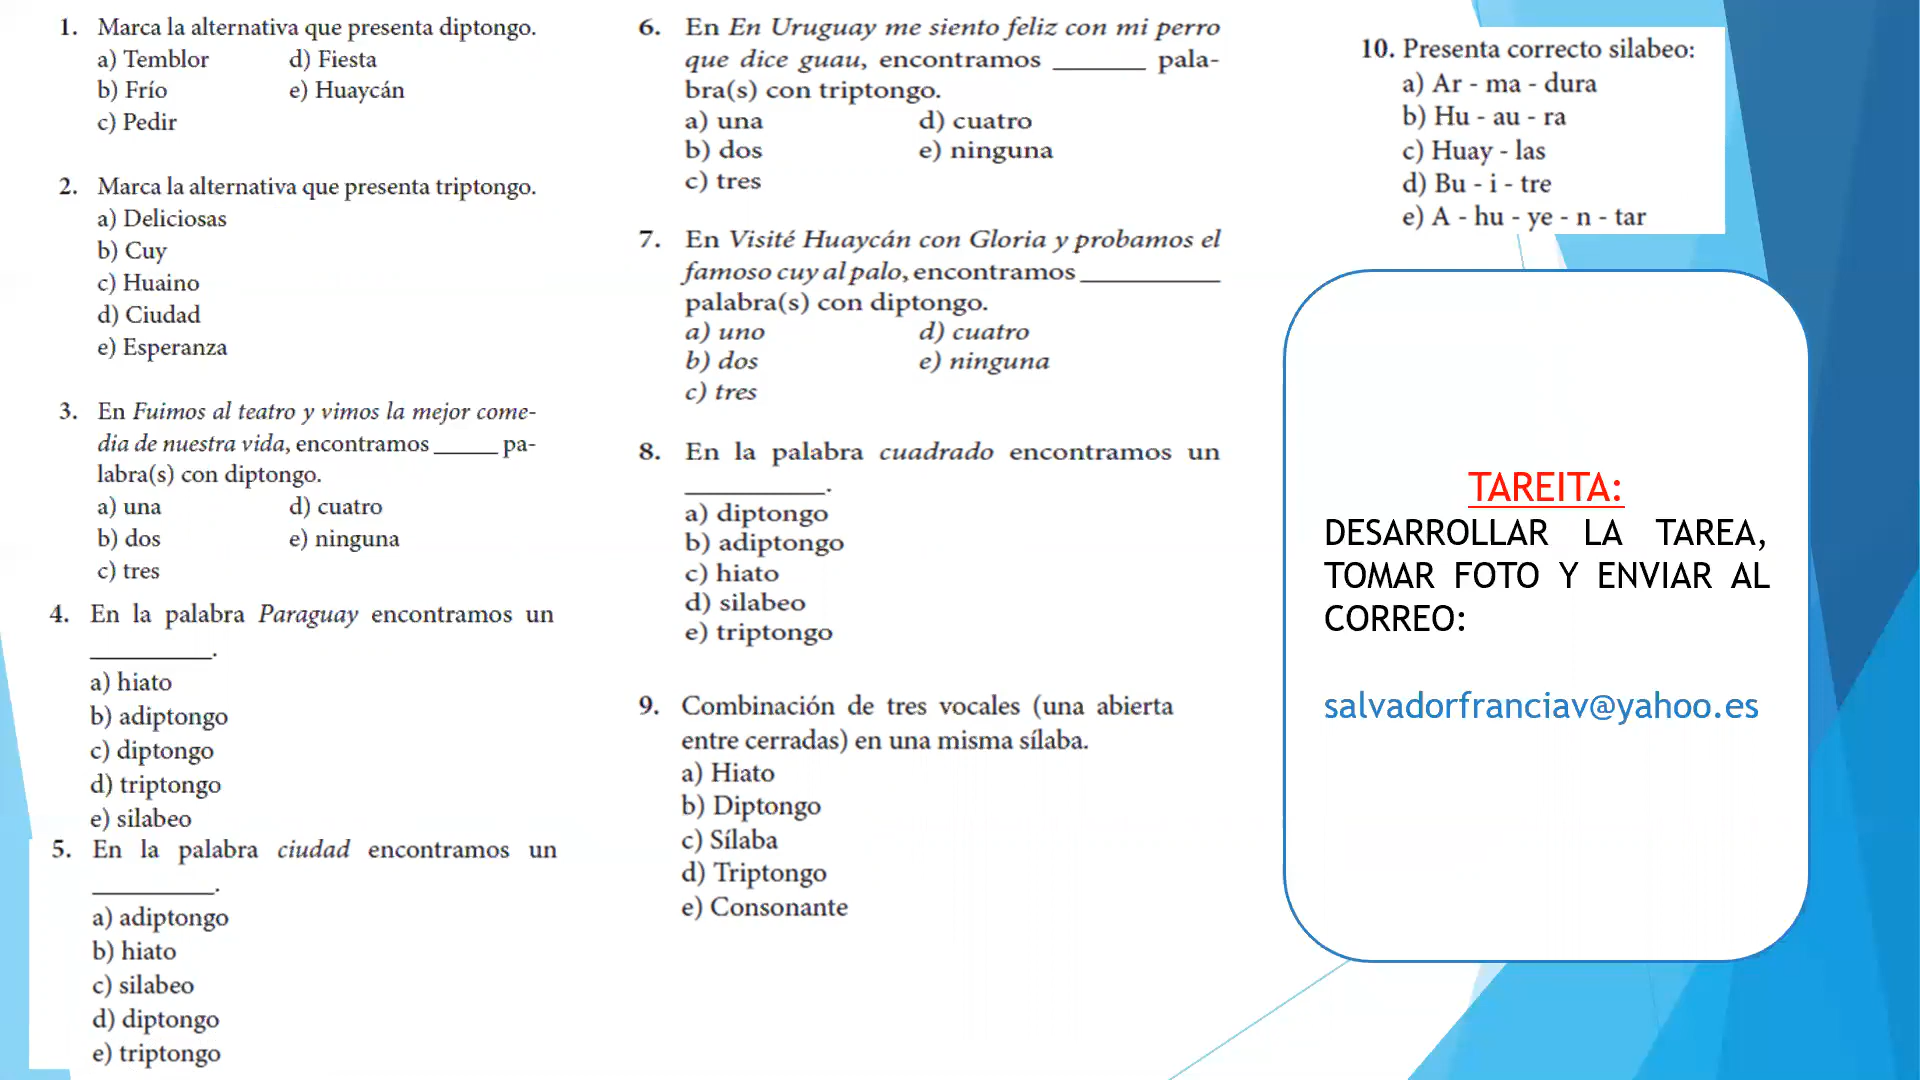 1. Marca la alternativa que presenta diptongo.
a) Temblor d) Fiesta
b) Frío e) Huaycán
c) Pedir
2. Marca la alternativa que presenta triptongo.
a) Deliciosas
b) Cuy
c) Huaino
d) Ciudad
e) Esperanza
3. En Fuimos al teatro y vimos la mejor come-
dia de nuestra vida, encontramos _____ pa-
labra(s) con diptongo.
a) una d) cuatro
b) dos e) ninguna
c) tres
4. En la palabra Paraguay encontramos un
__________.
a) hiato
b) adiptongo
c) diptongo
d) triptongo
e) silabeo
5. En la palabra ciudad encontramos un
__________.
a) adiptongo
b) hiato
c) silabeo
d) diptongo
e) triptongo
6. En En Uruguay me siento feliz con mi perro
que dice guau, encontramos _______ pala-
bra(s) con triptongo.
a) una d) cuatro
b) dos e) ninguna
c) tres
7. En Visité Huaycán con Gloria y probamos el
famoso cuy al palo, encontramos ___________
palabra(s) con diptongo.
a) uno d) cuatro
b) dos e) ninguna
c) tres
8. En la palabra cuadrado encontramos un
___________.
a) diptongo
b) adiptongo
c) hiato
d) silabeo
e) triptongo
9. Combinación de tres vocales (una abierta
entre cerradas) en una misma sílaba.
a) Hiato
b) Diptongo
c) Sílaba
d) Triptongo
e) Consonante
10. Presenta correcto silabeo:
a) Ar - ma - dura
b) Hu - au - ra
c) Huay - las
d) Bu - i - tre
e) A - hu - ye - n - tar
TAREITA:
DESARROLLAR LA TAREA,
TOMAR FOTO Y ENVIAR AL
CORREO:
salvadorfranciav@yahoo.es